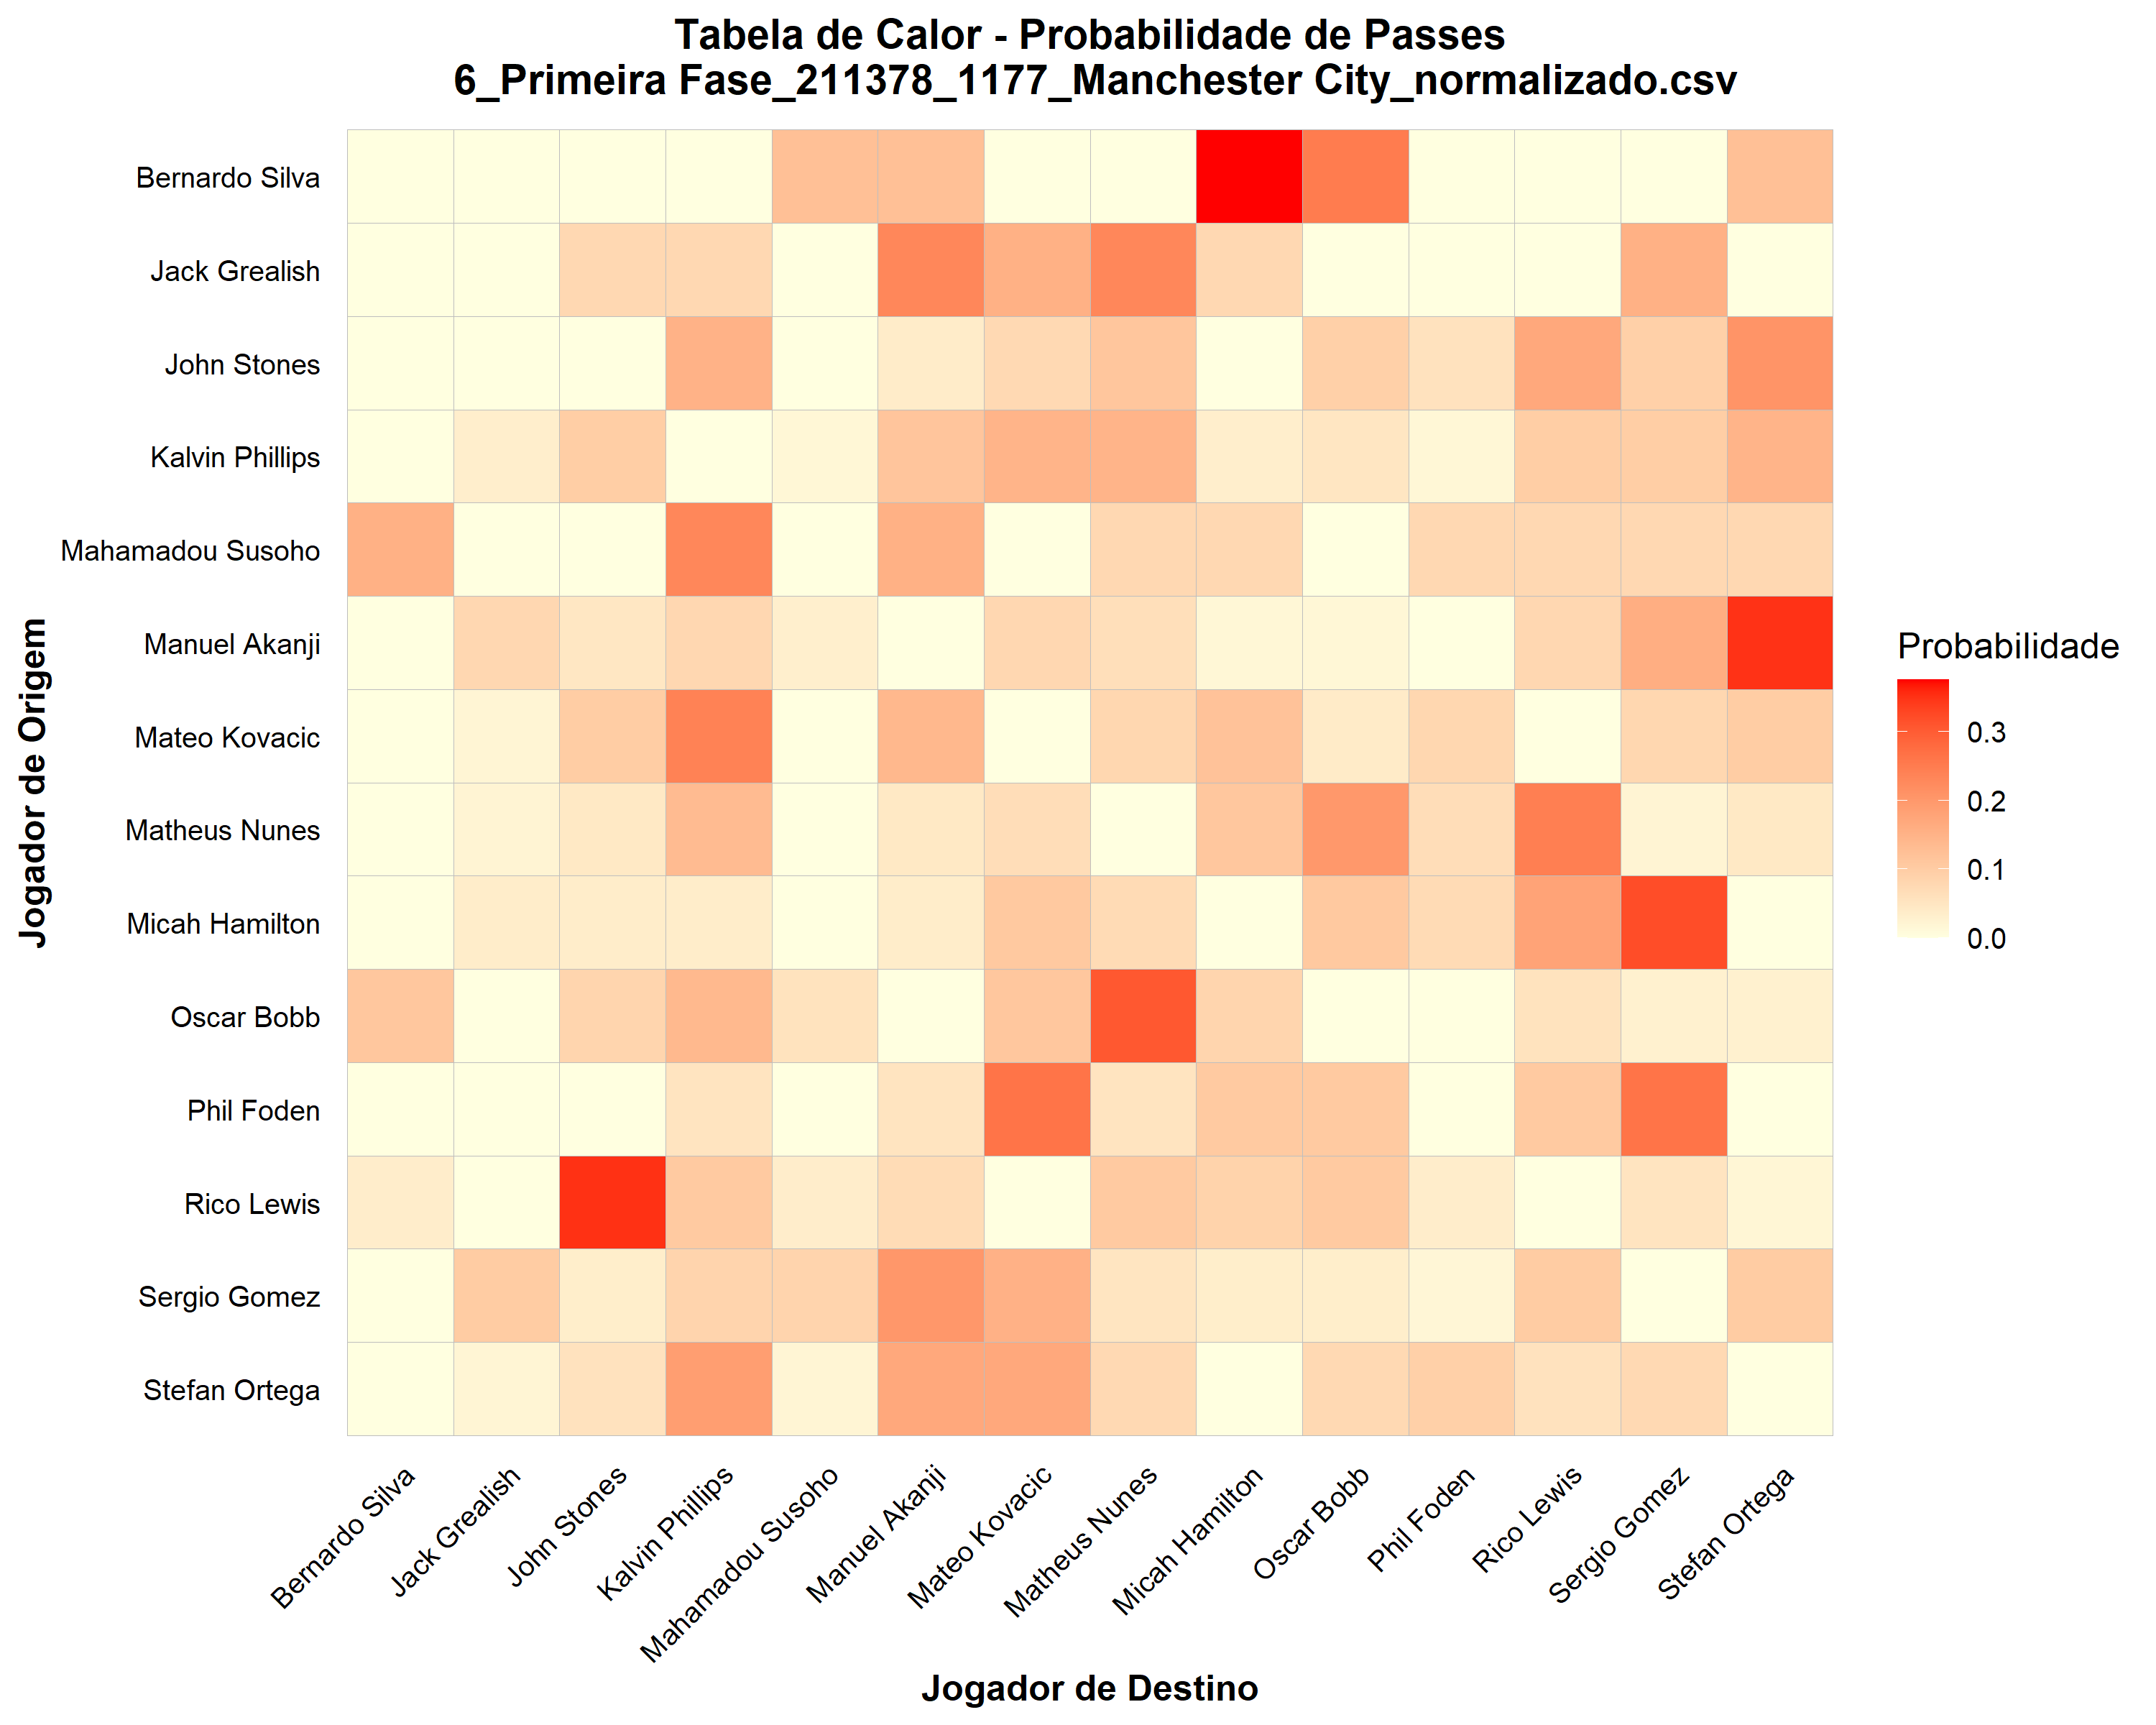 Tabela de Calor - Probabilidade de Passes
6_Primeira Fase_211378_1177_Manchester City_normalizado.csv
Jogador de Origem
Bernardo Silva
Jack Grealish
John Stones
Kalvin Phillips
Mahamadou Susoho
Manuel Akanji
Mateo Kovacic
Matheus Nunes
Micah Hamilton
Oscar Bobb
Phil Foden
Rico Lewis
Sergio Gomez
Stefan Ortega
Bernardo Silva
Jack Grealish
John Stones
Kalvin Phillips
Mahamadou Susoho
Manuel Akanji
Mateo Kovacic
Matheus Nunes
Micah Hamilton
Oscar Bobb
Phil Foden
Rico Lewis
Sergio Gomez
Stefan Ortega
Jogador de Destino
Probabilidade
0.3
0.2
0.1
0.0